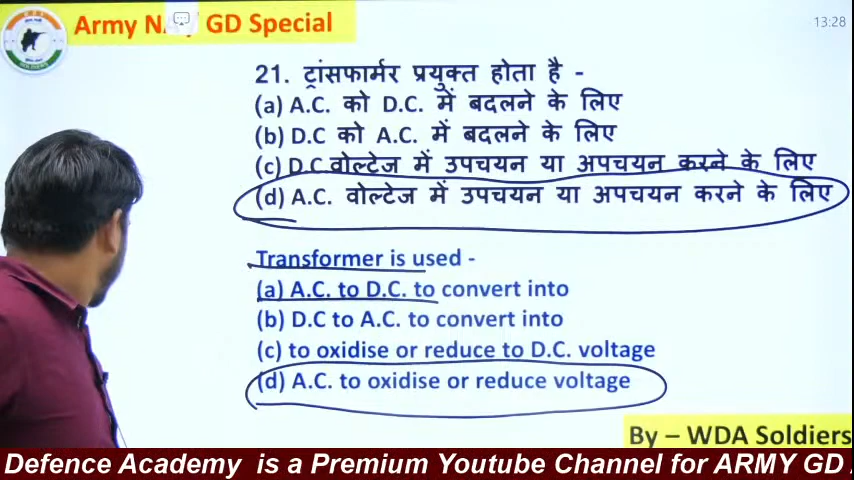 Army N GD Special
13:28
21. ट्रांसफार्मर प्रयुक्त होता है -
(a) A.C. को D.C. में बदलने के लिए
(b) D.C को A.C. में बदलने के लिए
(c) D.C वोल्टेज में उपचयन या अपचयन करने के लिए
(d) A.C. वोल्टेज में उपचयन या अपचयन करने के लिए
Transformer is used -
(a) A.C. to D.C. to convert into
(b) D.C to A.C. to convert into
(c) to oxidise or reduce to D.C. voltage
(d) A.C. to oxidise or reduce voltage
By – WDA Soldiers
Defence Academy is a Premium Youtube Channel for ARMY GD